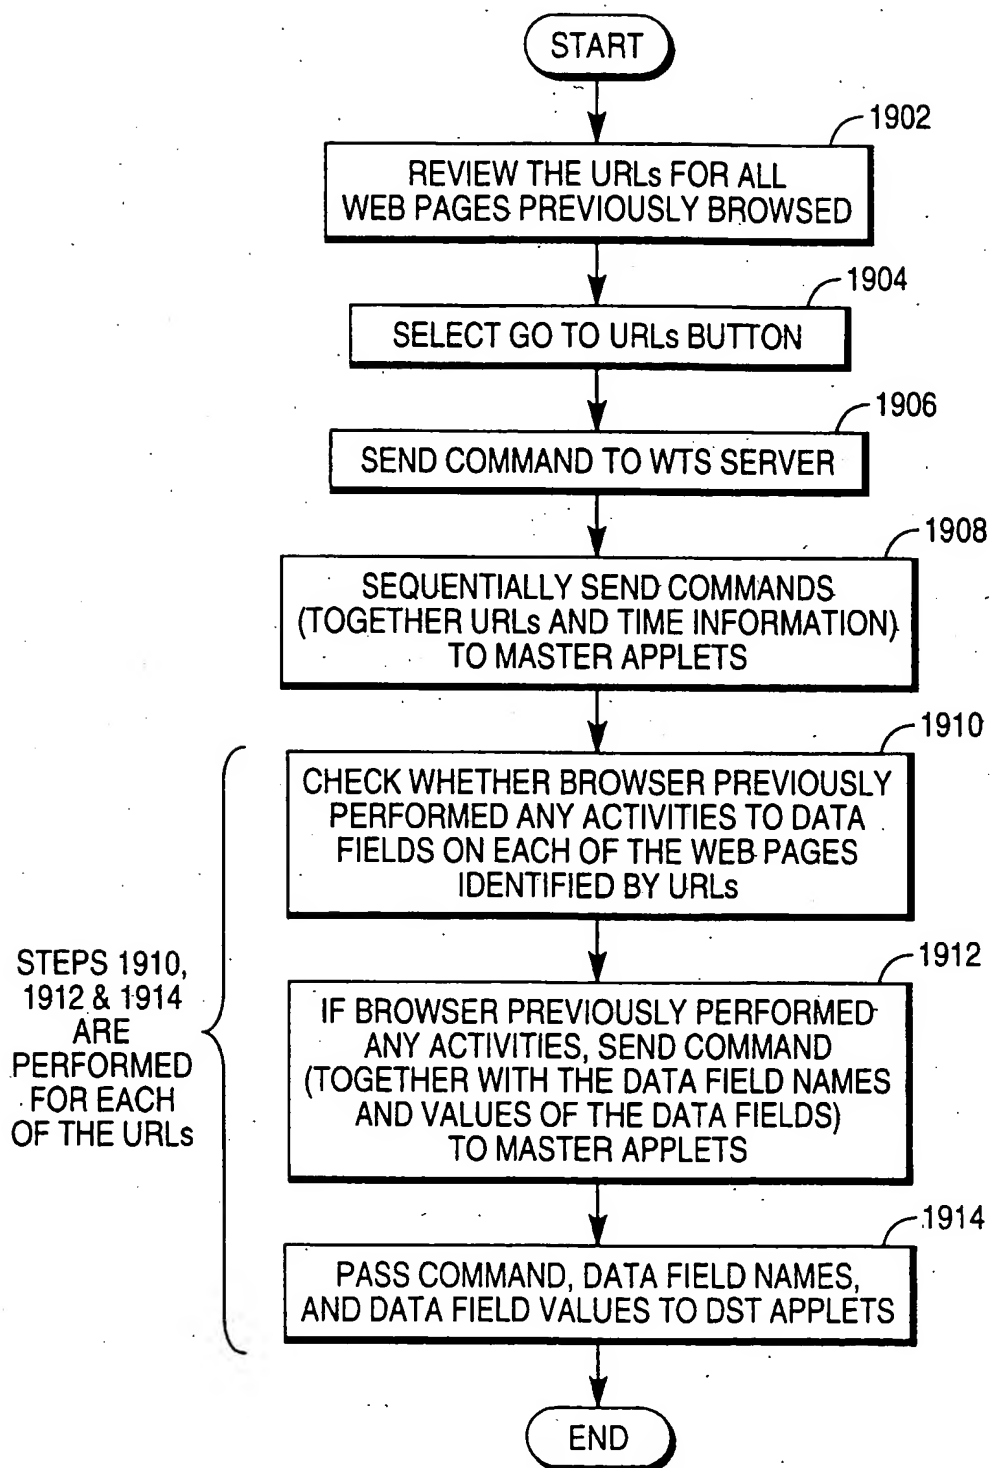 START
1902
REVIEW THE URLs FOR ALL
WEB PAGES PREVIOUSLY BROWSED
1904
SELECT GO TO URLs BUTTON
1906
SEND COMMAND TO WTS SERVER
1908
SEQUENTIALLY SEND COMMANDS
(TOGETHER URLs AND TIME INFORMATION)
TO MASTER APPLETS
1910
CHECK WHETHER BROWSER PREVIOUSLY
PERFORMED ANY ACTIVITIES TO DATA
FIELDS ON EACH OF THE WEB PAGES
IDENTIFIED BY URLs
STEPS 1910,
1912 & 1914
ARE
PERFORMED
FOR EACH
OF THE URLs
1912
IF BROWSER PREVIOUSLY PERFORMED
ANY ACTIVITIES, SEND COMMAND
(TOGETHER WITH THE DATA FIELD NAMES
AND VALUES OF THE DATA FIELDS)
TO MASTER APPLETS
1914
PASS COMMAND, DATA FIELD NAMES,
AND DATA FIELD VALUES TO DST APPLETS
END